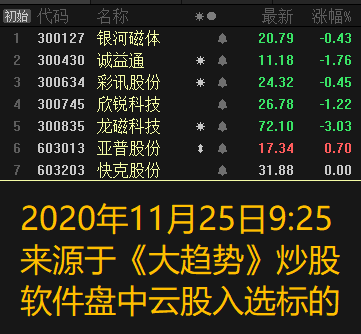 初始 代码 名称 最新 涨幅%
1 300127 银河磁体 20.79 -0.43
2 300430 诚益通 11.18 -1.76
3 300634 彩讯股份 24.32 -0.45
4 300745 欣锐科技 26.78 -1.22
5 300835 龙磁科技 72.10 -3.03
6 603013 亚普股份 17.34 0.70
7 603203 快克股份 31.88 0.00
2020年11月25日9:25
来源于《大趋势》炒股
软件盘中云股入选标的